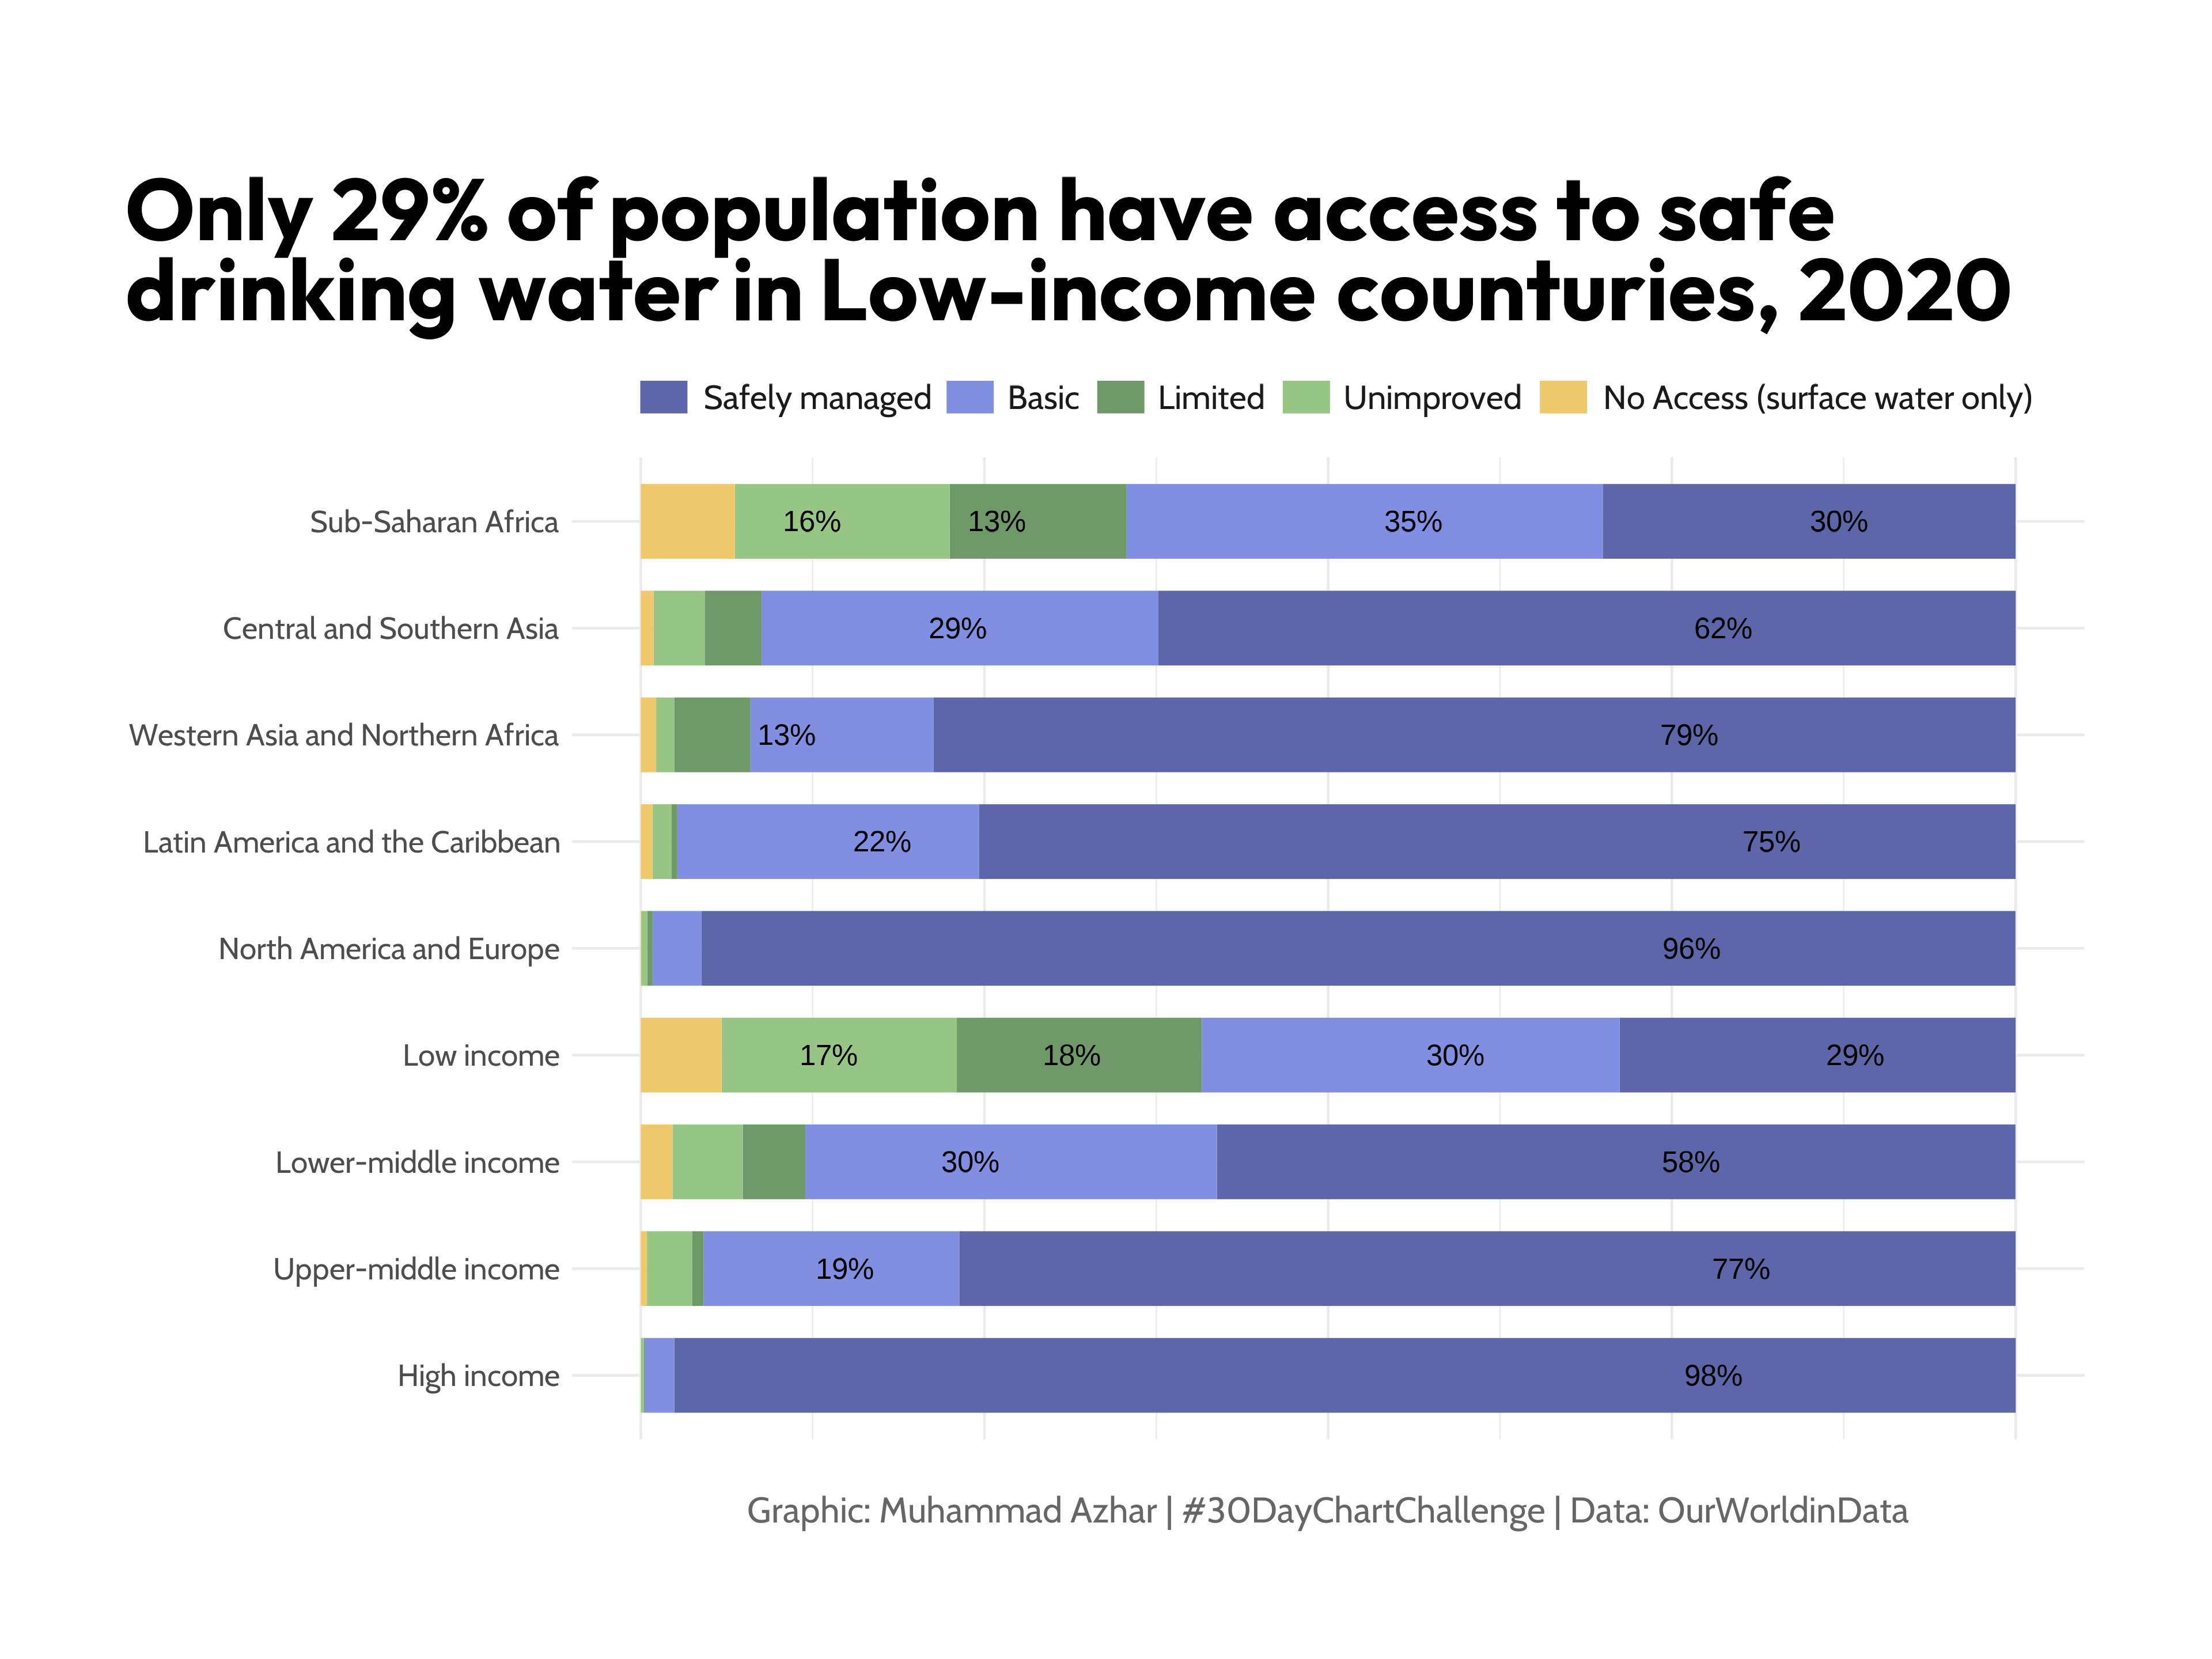 Only 29% of population have access to safe
drinking water in Low-income counturies, 2020
Safely managed Basic Limited Unimproved No Access (surface water only)
Sub-Saharan Africa 16% 13% 35% 30%
Central and Southern Asia 29% 62%
Western Asia and Northern Africa 13% 79%
Latin America and the Caribbean 22% 75%
North America and Europe 96%
Low income 17% 18% 30% 29%
Lower-middle income 30% 58%
Upper-middle income 19% 77%
High income 98%
Graphic: Muhammad Azhar | #30DayChartChallenge | Data: OurWorldinData